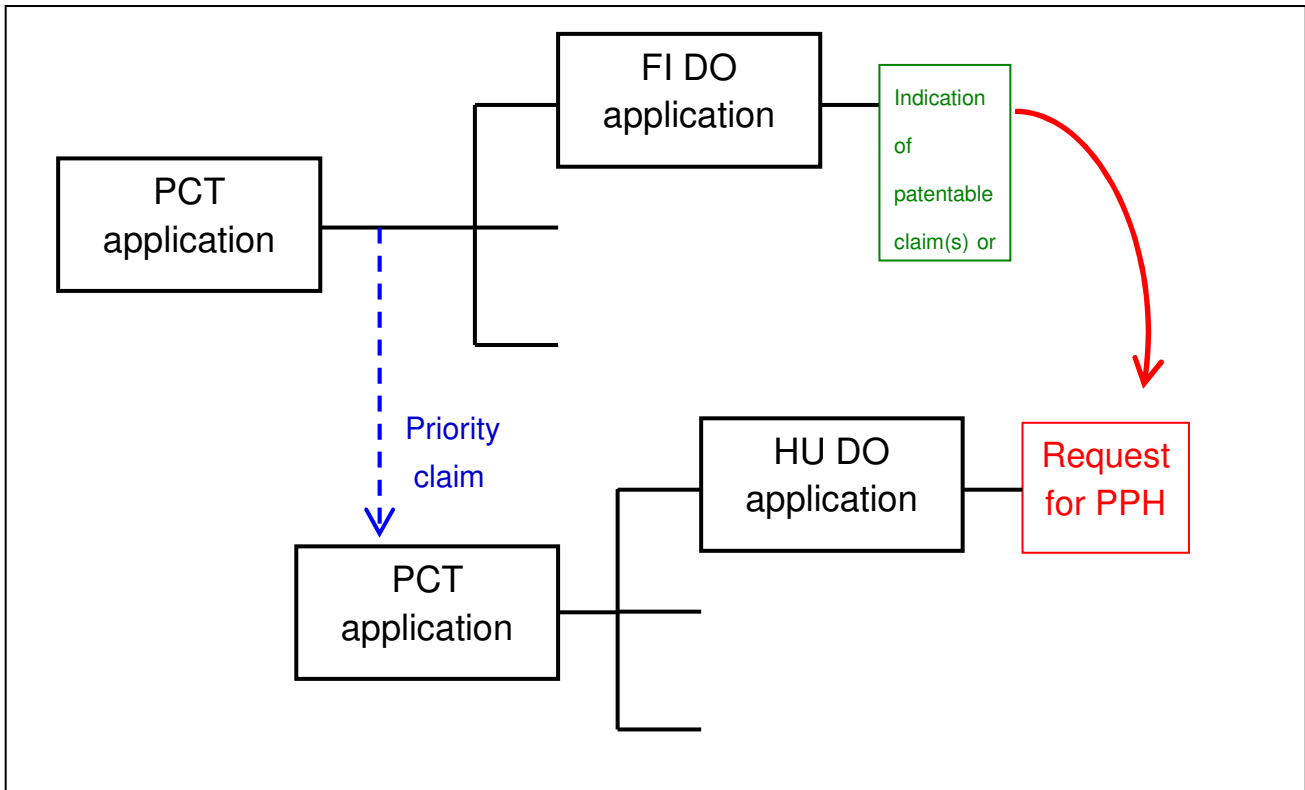 FI DO
application
Indication
of
patentable
claim(s) or
PCT
application
Priority
claim
HU DO
application
Request
for PPH
PCT
application